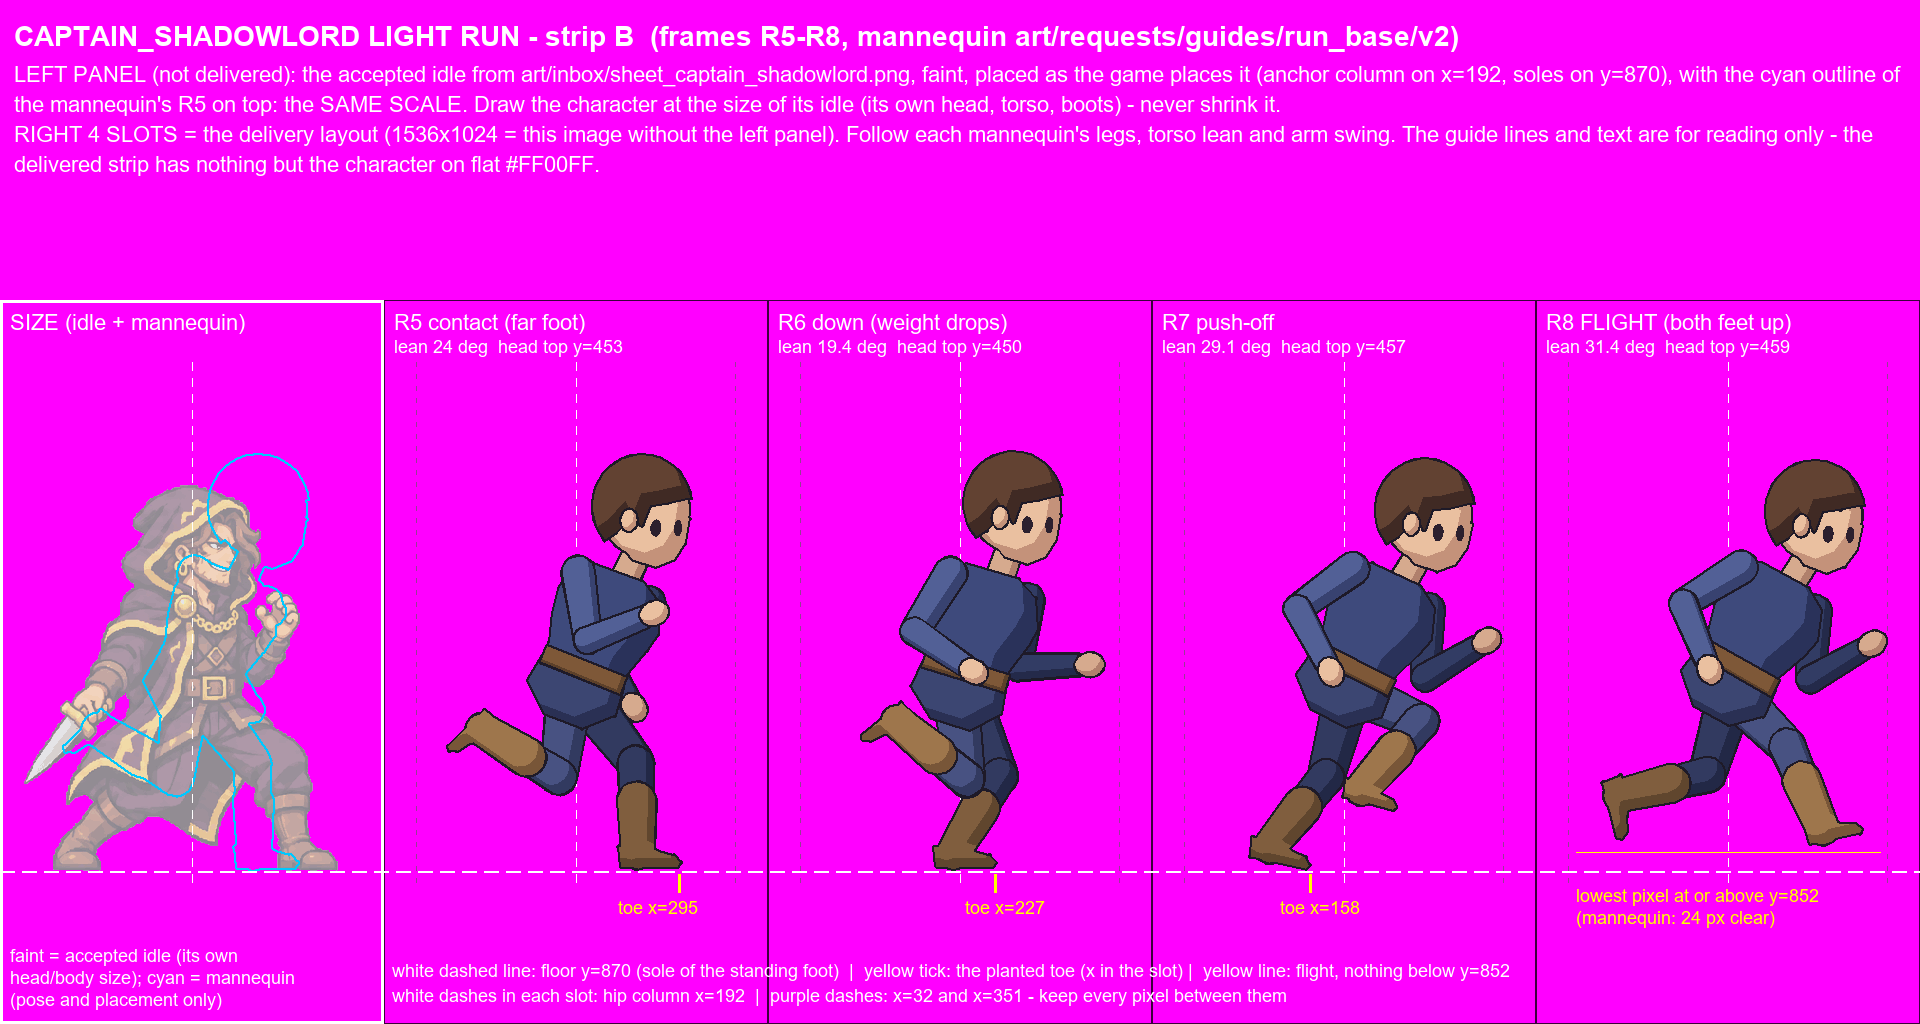 CAPTAIN_SHADOWLORD LIGHT RUN - strip B  (frames R5-R8, mannequin art/requests/guides/run_base/v2)
LEFT PANEL (not delivered): the accepted idle from art/inbox/sheet_captain_shadowlord.png, faint, placed as the game places it (anchor column on x=192, soles on y=870), with the cyan outline of
the mannequin's R5 on top: the SAME SCALE. Draw the character at the size of its idle (its own head, torso, boots) - never shrink it.
RIGHT 4 SLOTS = the delivery layout (1536x1024 = this image without the left panel). Follow each mannequin's legs, torso lean and arm swing. The guide lines and text are for reading only - the
delivered strip has nothing but the character on flat #FF00FF.
SIZE (idle + mannequin)
R5 contact (far foot)
lean 24 deg  head top y=453
R6 down (weight drops)
lean 19.4 deg  head top y=450
R7 push-off
lean 29.1 deg  head top y=457
R8 FLIGHT (both feet up)
lean 31.4 deg  head top y=459
toe x=295
toe x=227
toe x=158
lowest pixel at or above y=852
(mannequin: 24 px clear)
faint = accepted idle (its own
head/body size); cyan = mannequin
(pose and placement only)
white dashed line: floor y=870 (sole of the standing foot)  |  yellow tick: the planted toe (x in the slot) |  yellow line: flight, nothing below y=852
white dashes in each slot: hip column x=192  |  purple dashes: x=32 and x=351 - keep every pixel between them